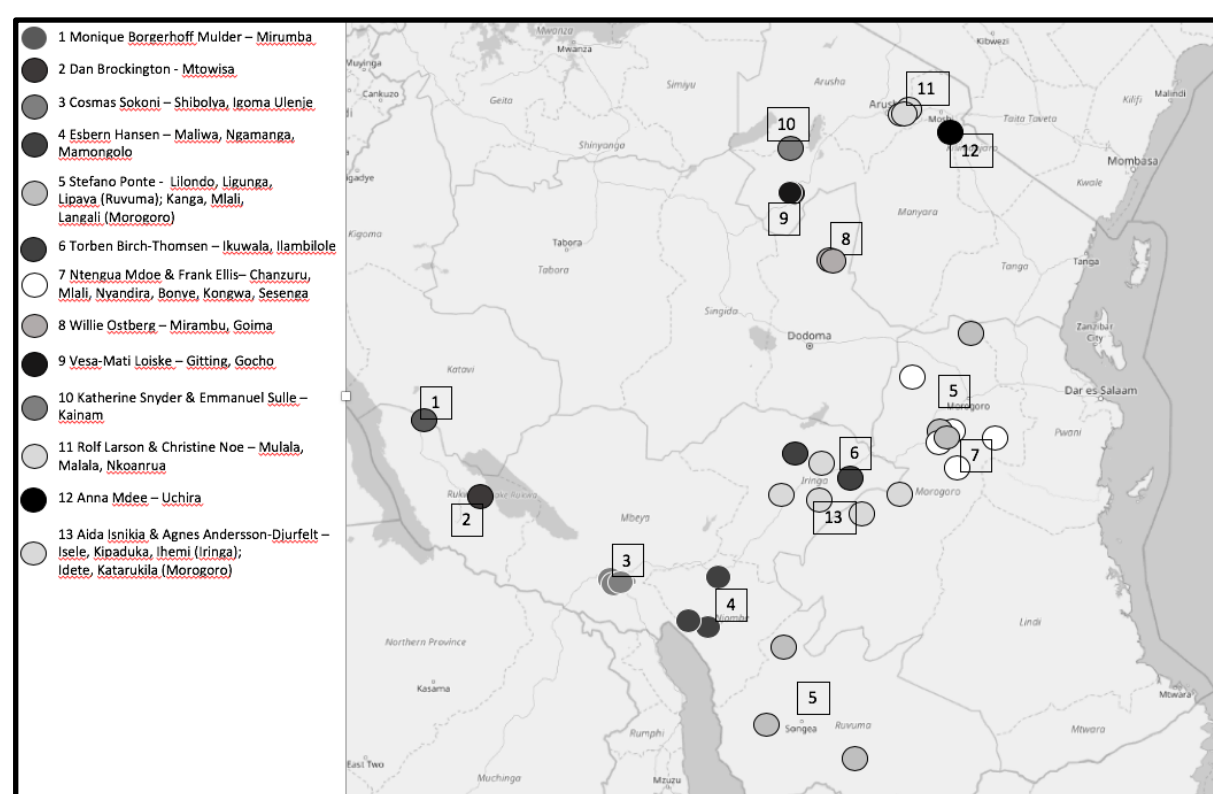 1 Monique Borgerhoff Mulder – Mirumba
2 Dan Brockington - Mtowisa
3 Cosmas Sokoni – Shibolya, Igoma Ulenje
4 Esbern Hansen – Maliwa, Ngamanga,
Mamongolo
5 Stefano Ponte - Lilondo, Ligunga,
Lipaya (Ruvuma); Kanga, Mlali,
Langali (Morogoro)
6 Torben Birch-Thomsen – Ikuwala, Ilambilole
7 Ntengua Mdoe & Frank Ellis– Chanzuru,
Mlali, Nyandira, Bonye, Kongwa, Sesenga
8 Willie Ostberg – Mirambu, Goima
9 Vesa-Mati Loiske – Gitting, Gocho
10 Katherine Snyder & Emmanuel Sulle –
Kainam
11 Rolf Larson & Christine Noe – Mulala,
Malala, Nkoanrua
12 Anna Mdee – Uchira
13 Aida Isnikia & Agnes Andersson-Djurfelt –
Isele, Kipaduka, Ihemi (Iringa);
Idete, Katarukila (Morogoro)
Mwanza
Mwanza
Kibwezi
Muyinga
Cankuzo
Geita
Simiyu
Arusha
11
Kilifi
Malindi
10
Moshi
Taita Taveta
12
Shinyanga
Mombasa
Kwale
9
Manyara
Kigoma
Tabora
Tabora
8
Tanga
Tanga
Singida
Dodoma
Zanzibar
City
Katavi
5
Dar es Salaam
Morogoro
1
Pwani
6
7
Iringa
Morogoro
2
13
Mbeya
3
4
Lindi
Northern Province
Kasama
5
Songea
Ruvuma
Mtwara
Mtwara
Rumphi
East Two
Muchinga
Mzuzu